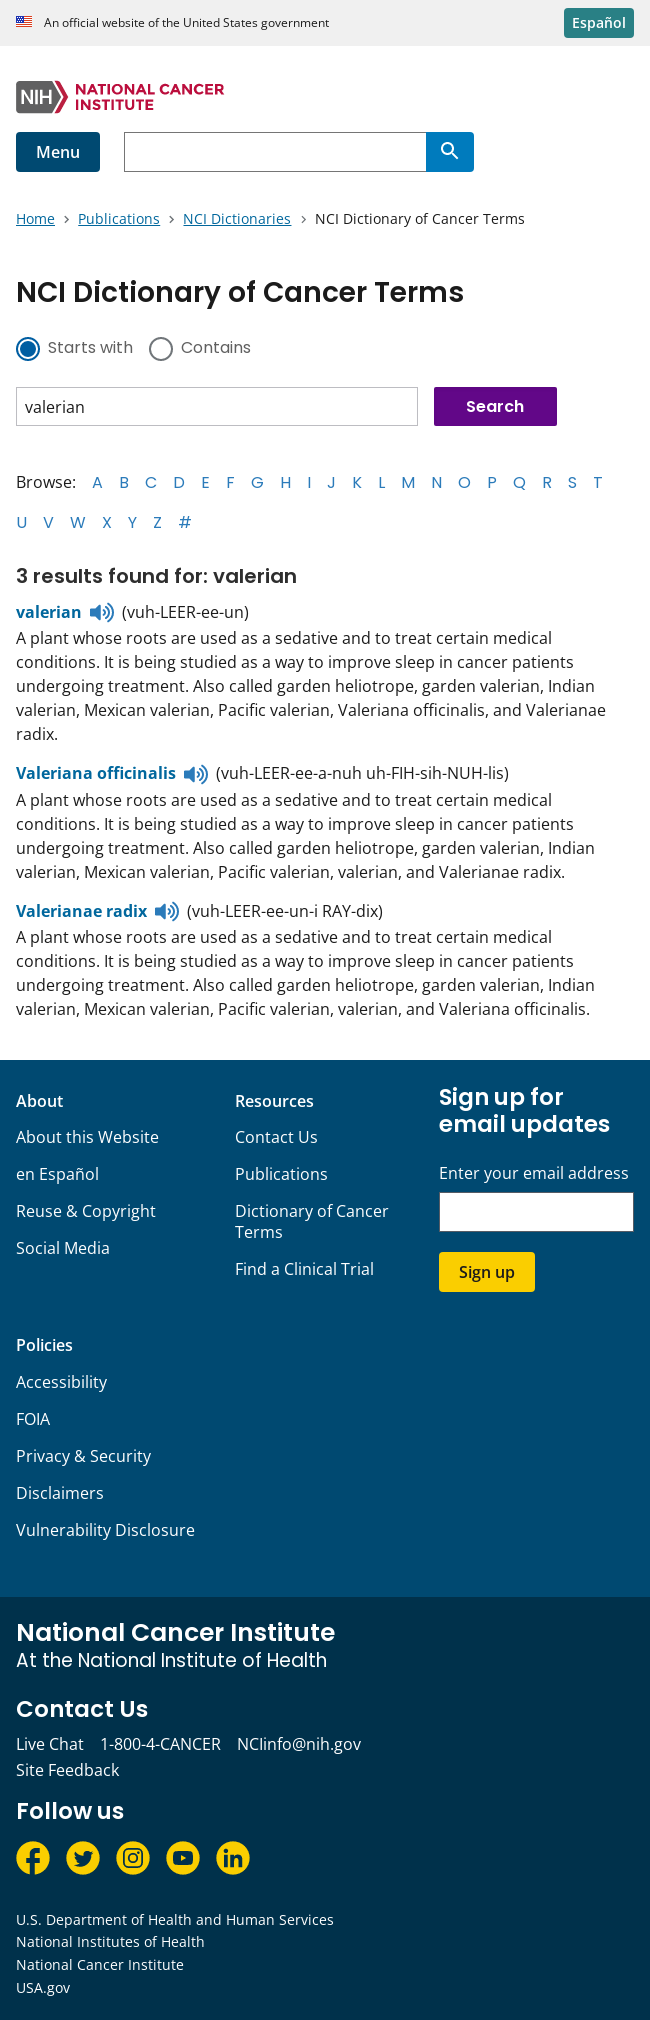 An official website of the United States government
Español
NIH
NATIONAL CANCER
INSTITUTE
Menu
Home
Publications
NCI Dictionaries
NCI Dictionary of Cancer Terms
NCI Dictionary of Cancer Terms
Starts with
Contains
valerian
Search
Browse: A B C D E F G H I J K L M N O P Q R S T
U V W X Y Z #
3 results found for: valerian
valerian (vuh-LEER-ee-un)
A plant whose roots are used as a sedative and to treat certain medical
conditions. It is being studied as a way to improve sleep in cancer patients
undergoing treatment. Also called garden heliotrope, garden valerian, Indian
valerian, Mexican valerian, Pacific valerian, Valeriana officinalis, and Valerianae
radix.
Valeriana officinalis (vuh-LEER-ee-a-nuh uh-FIH-sih-NUH-lis)
A plant whose roots are used as a sedative and to treat certain medical
conditions. It is being studied as a way to improve sleep in cancer patients
undergoing treatment. Also called garden heliotrope, garden valerian, Indian
valerian, Mexican valerian, Pacific valerian, valerian, and Valerianae radix.
Valerianae radix (vuh-LEER-ee-un-i RAY-dix)
A plant whose roots are used as a sedative and to treat certain medical
conditions. It is being studied as a way to improve sleep in cancer patients
undergoing treatment. Also called garden heliotrope, garden valerian, Indian
valerian, Mexican valerian, Pacific valerian, valerian, and Valeriana officinalis.
About
About this Website
en Español
Reuse & Copyright
Social Media
Resources
Contact Us
Publications
Dictionary of Cancer
Terms
Find a Clinical Trial
Sign up for
email updates
Enter your email address
Sign up
Policies
Accessibility
FOIA
Privacy & Security
Disclaimers
Vulnerability Disclosure
National Cancer Institute
At the National Institute of Health
Contact Us
Live Chat 1-800-4-CANCER NCIinfo@nih.gov
Site Feedback
Follow us
U.S. Department of Health and Human Services
National Institutes of Health
National Cancer Institute
USA.gov